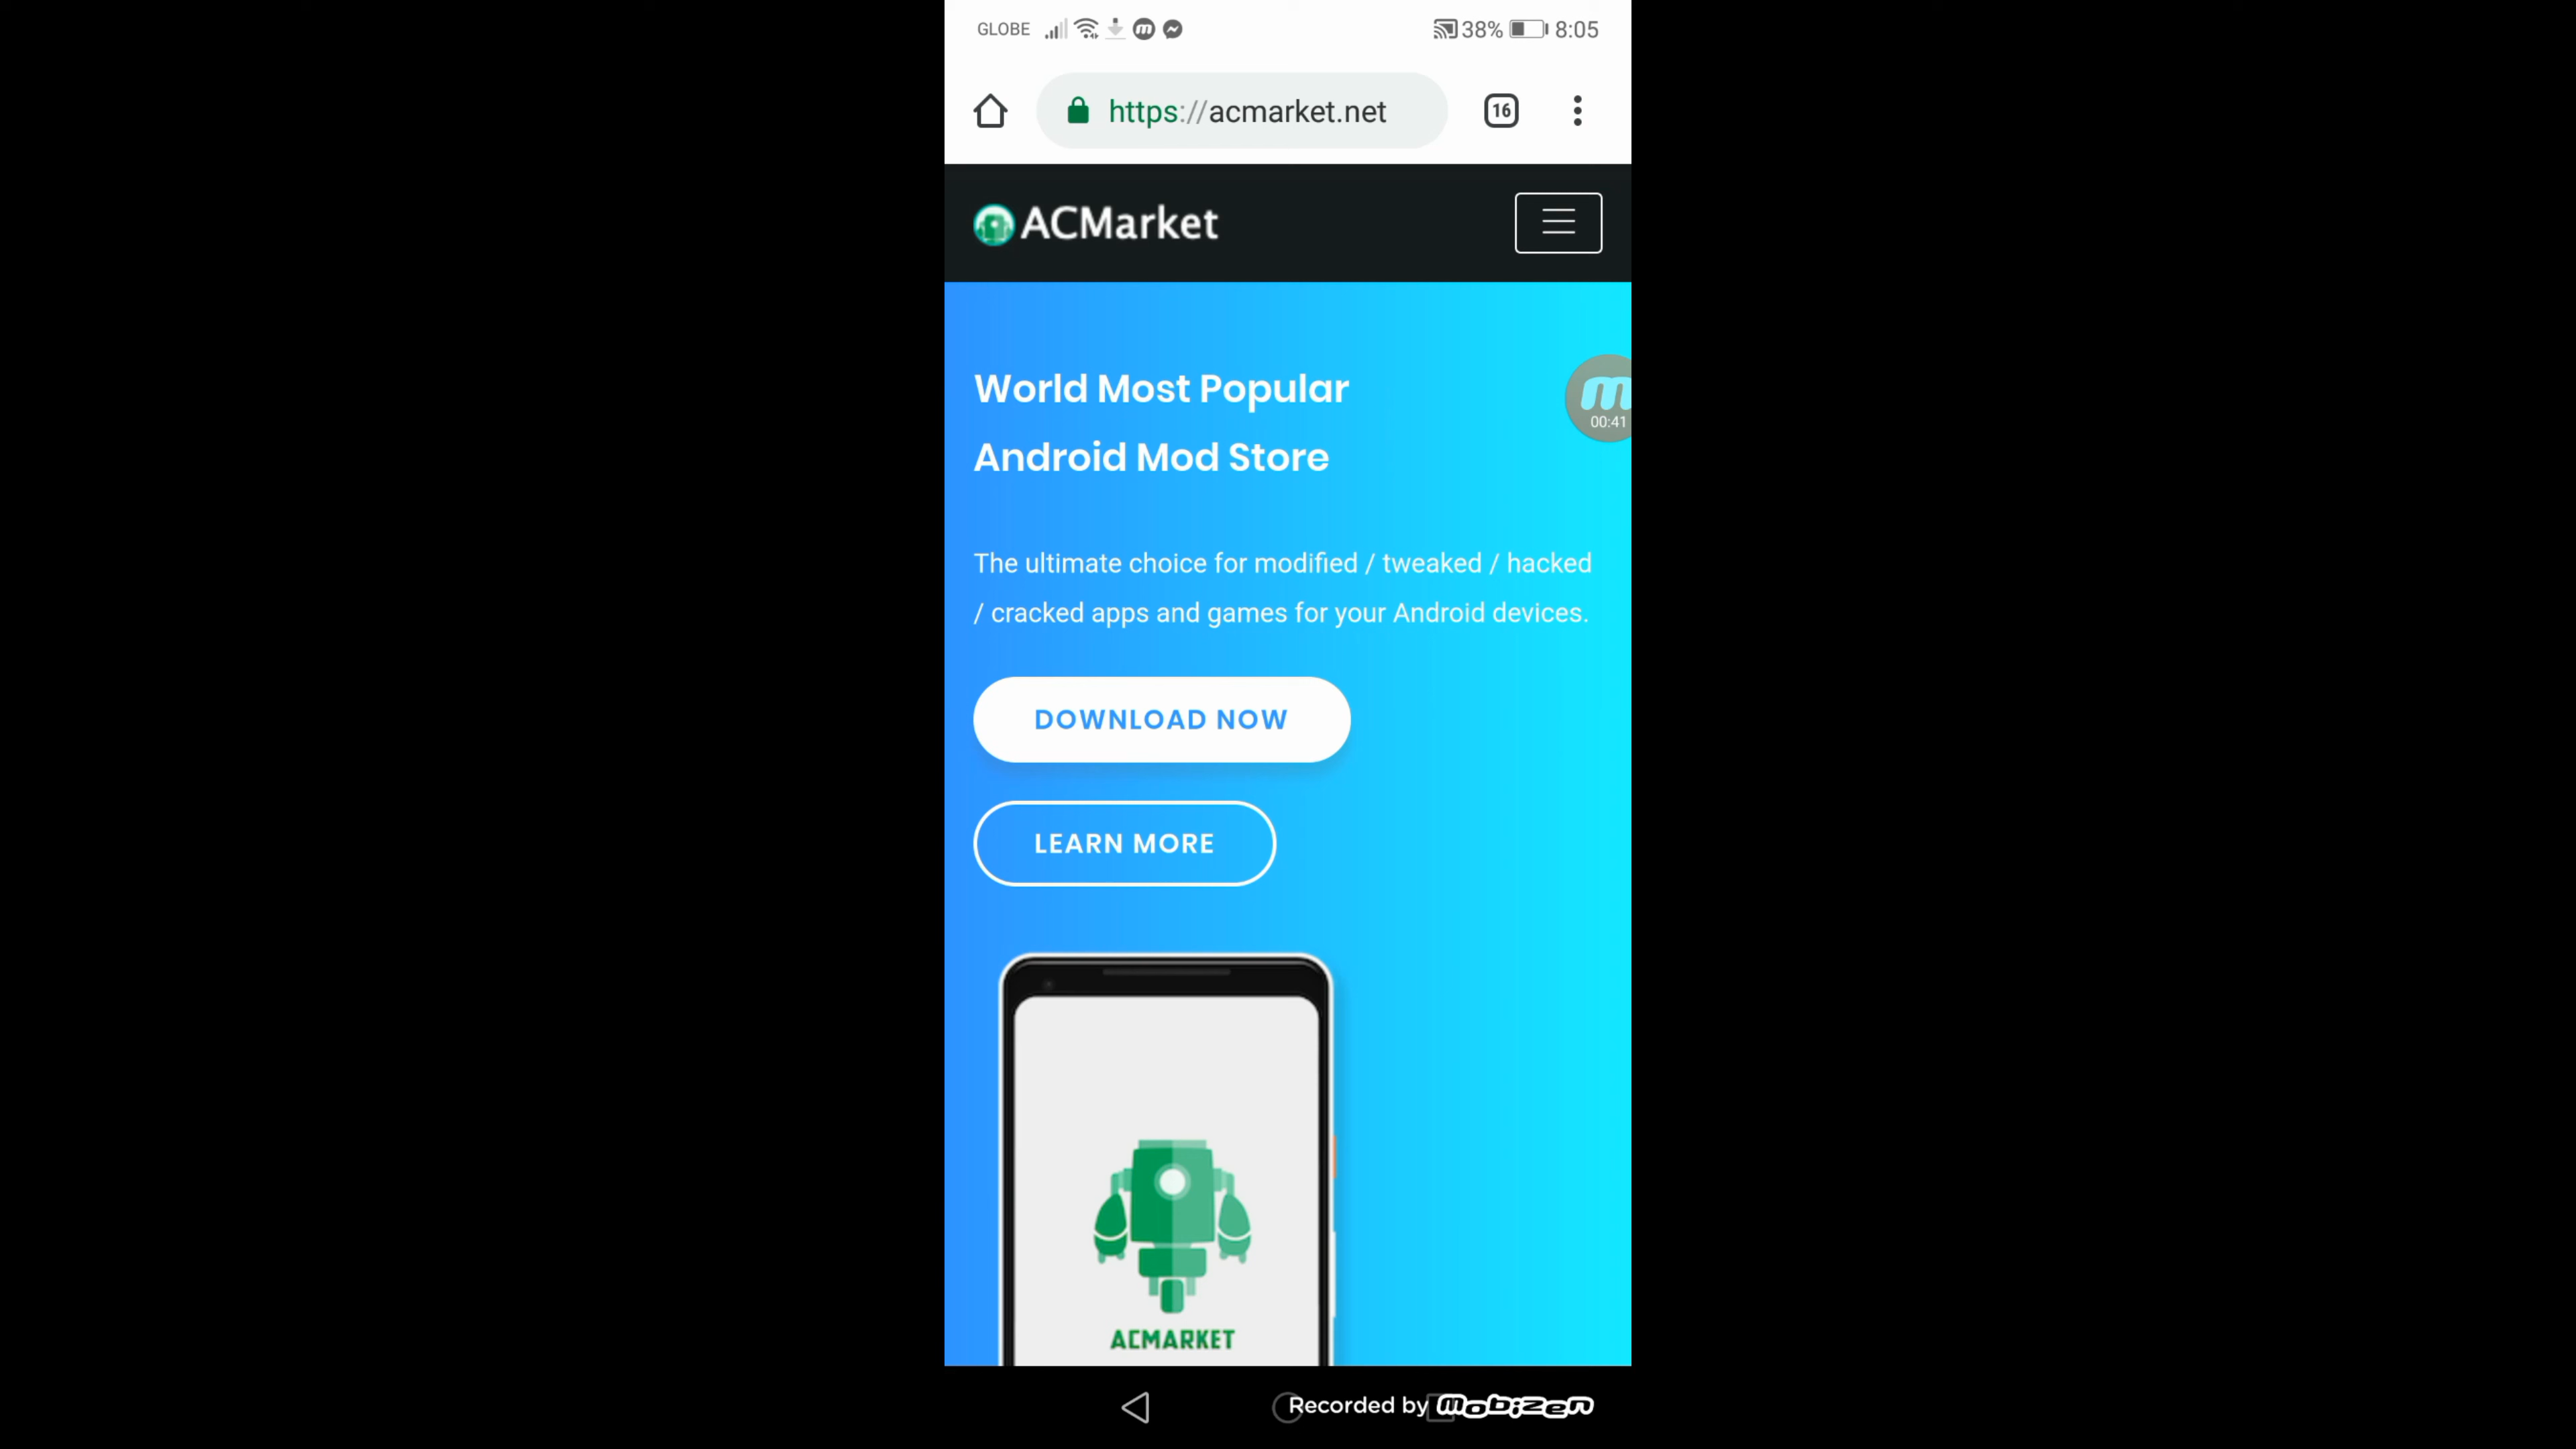 GLOBE 38% 8:05
https://acmarket.net 16
ACMarket
World Most Popular
Android Mod Store
m
00:41
The ultimate choice for modified / tweaked / hacked
/ cracked apps and games for your Android devices.
DOWNLOAD NOW
LEARN MORE
ACMARKET
Recorded by Mobizen